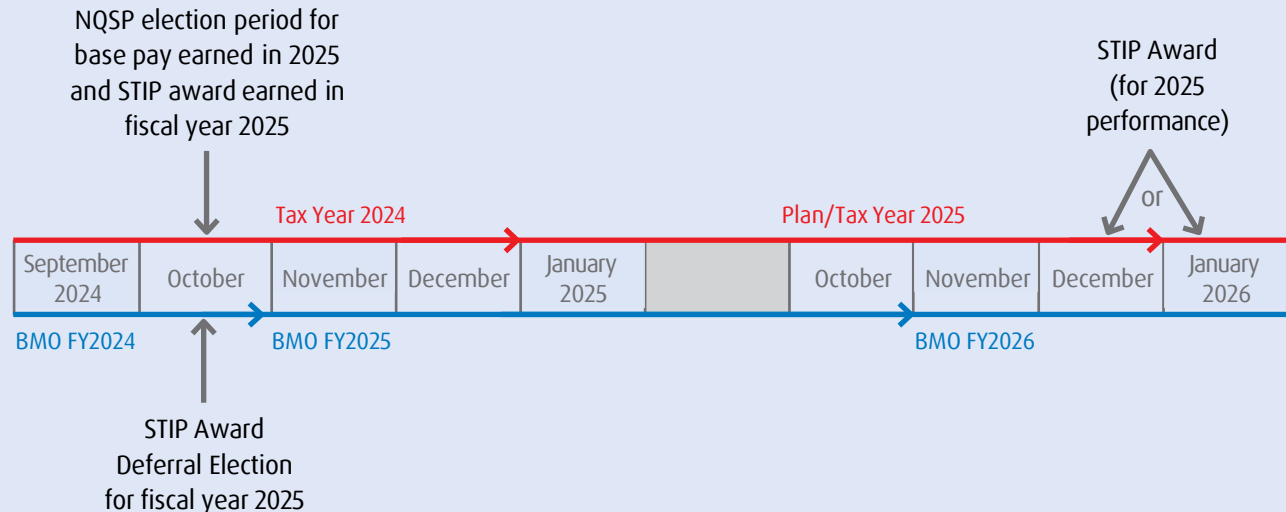 NQSP election period for
base pay earned in 2025
and STIP award earned in
fiscal year 2025
STIP Award
(for 2025
performance)
or
Tax Year 2024
Plan/Tax Year 2025
September
2024
October
November
December
January
2025
October
November
December
January
2026
BMO FY2024
BMO FY2025
BMO FY2026
STIP Award
Deferral Election
for fiscal year 2025